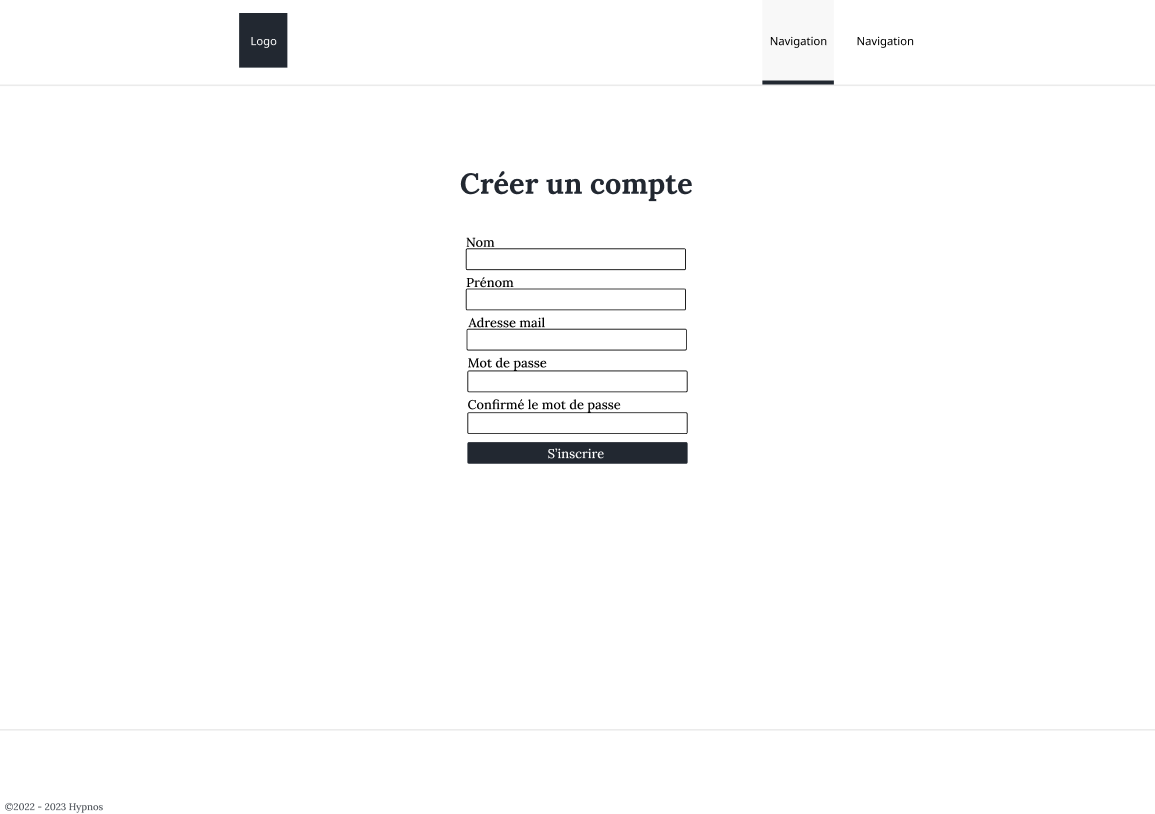 Logo
Navigation
Navigation
Créer un compte
Nom
Prénom
Adresse mail
Mot de passe
Confirmé le mot de passe
S'inscrire
©2022 - 2023 Hypnos